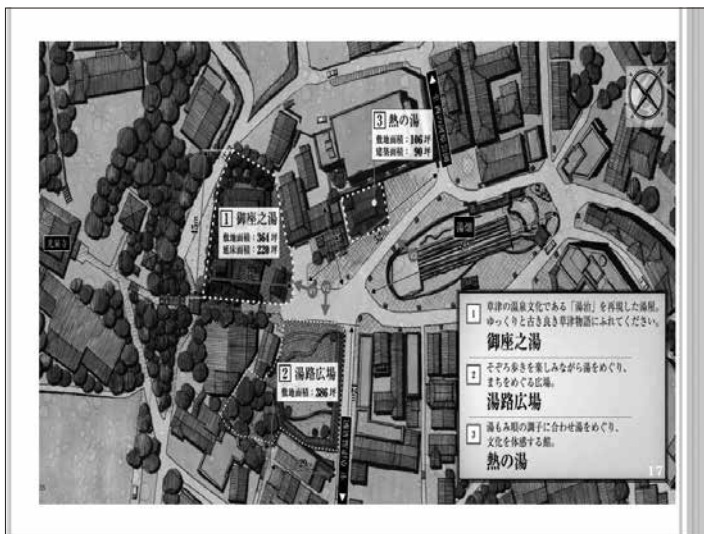 3 熱の湯
敷地面積：106坪
建築面積：90坪
1 御座之湯
敷地面積：364坪
延床面積：220坪
光泉寺
湯畑
2 湯路広場
敷地面積：386坪
1 草津の温泉文化である「湯治」を再現した湯屋。
ゆっくりと古き良き草津物語にふれてください。
御座之湯
2 そぞろ歩きを楽しみながら湯をめぐり、
まちをめぐる広場。
湯路広場
3 湯もみ唄の調子に合わせ湯をめぐり、
文化を体感する館。
熱の湯
17